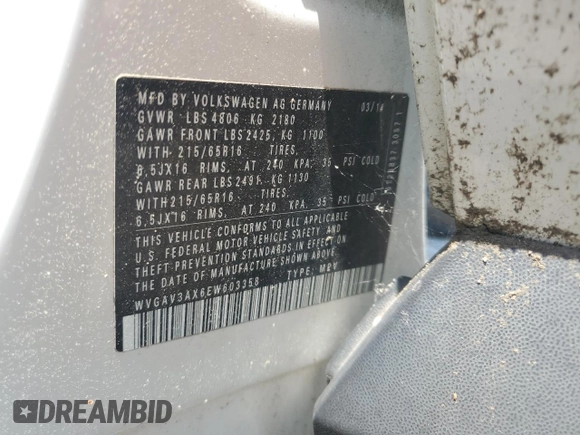 MFD BY VOLKSWAGEN AG GERMANY 03/14
GVWR LBS 4806 KG 2180
GAWR FRONT LBS 2425, KG 1100
WITH 215/65R16 TIRES,
6,5JX16 RIMS, AT 240 KPA, 35 PSI COLD
GAWR REAR LBS 2491, KG 1130
WITH 215/65R16 TIRES,
6,5JX16 RIMS, AT 240 KPA, 35 PSI COLD
THIS VEHICLE CONFORMS TO ALL APPLICABLE
U.S. FEDERAL MOTOR VEHICLE SAFETY AND
THEFT PREVENTION STANDARDS IN EFFECT ON
THE DATE OF MANUFACTURE SHOWN ABOVE.
WVGAV3AX6EW603358 TYPE: MPV
DREAMBID